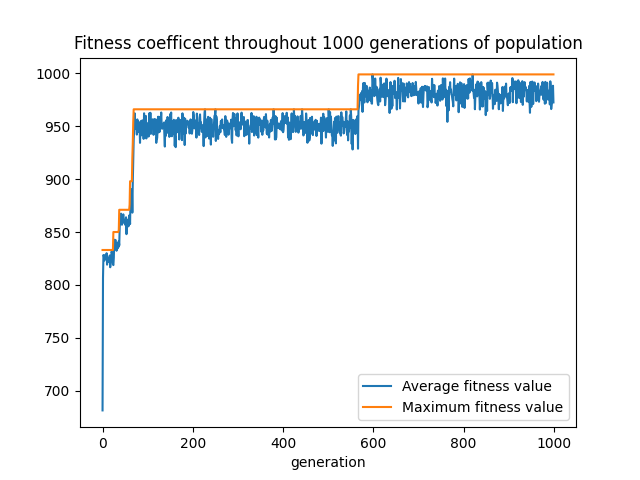 Fitness coefficent throughout 1000 generations of population
1000
950
900
850
800
750
700
0 200 400 600 800 1000
generation
Average fitness value
Maximum fitness value